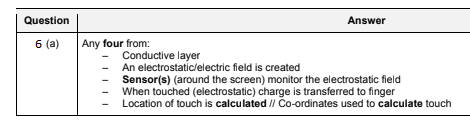 Question Answer
6 (a) Any four from:
– Conductive layer
– An electrostatic/electric field is created
– Sensor(s) (around the screen) monitor the electrostatic field
– When touched (electrostatic) charge is transferred to finger
– Location of touch is calculated // Co-ordinates used to calculate touch